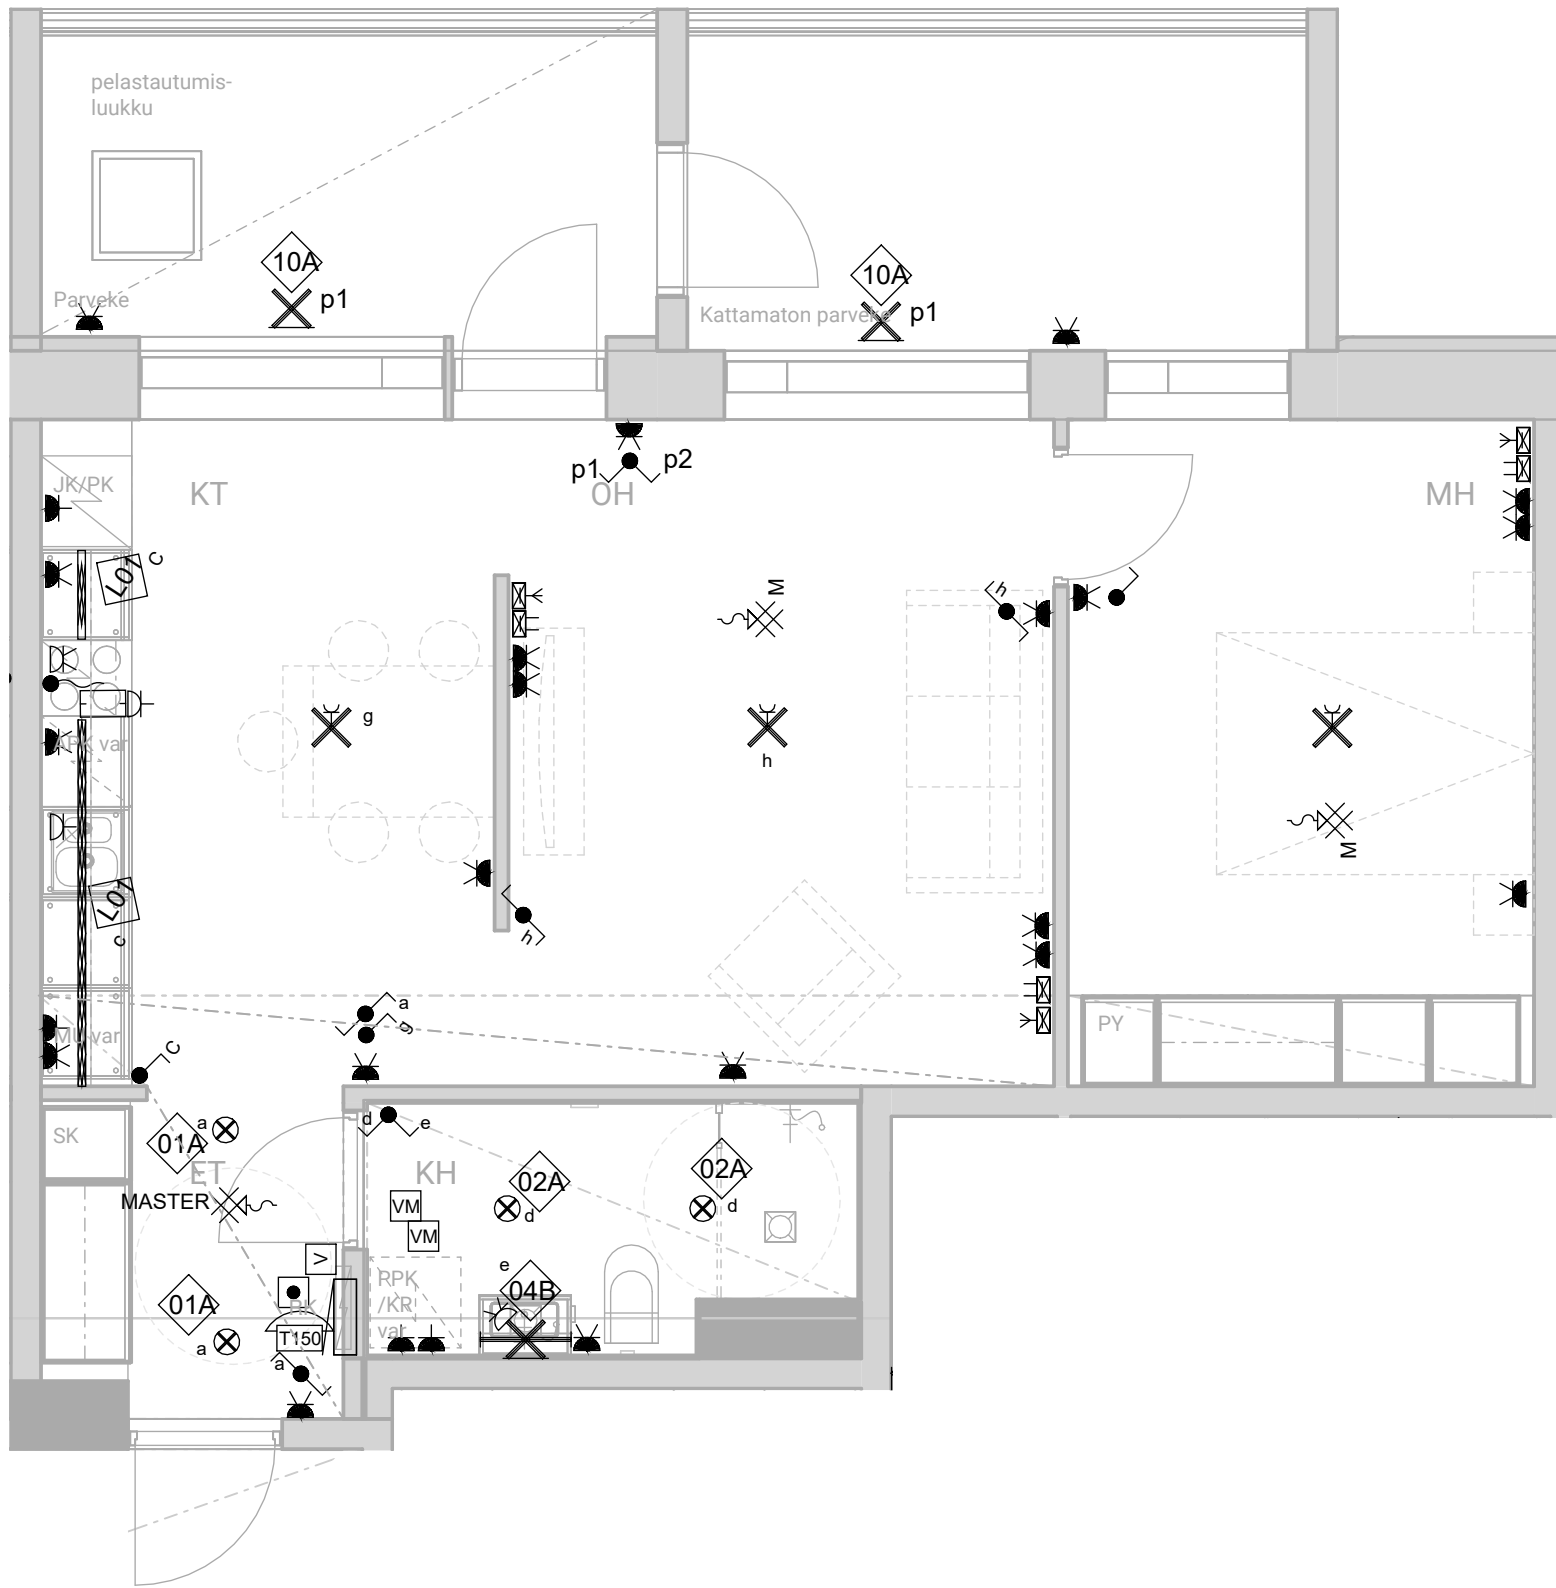 pelastautumis-
luukku
10A
p1
Parveke
10A
p1
Kattamaton parveke
p1
p2
JK/PK
KT
OH
MH
L01
c
M
h
g
h
APK var
M
L01
c
h
a
g
MU var
c
PY
SK
a
01A
ET
MASTER
d
e
KH
02A
d
02A
d
VM
VM
V
RPK
/KR
var
e
04B
01A
a
RK
T150
a